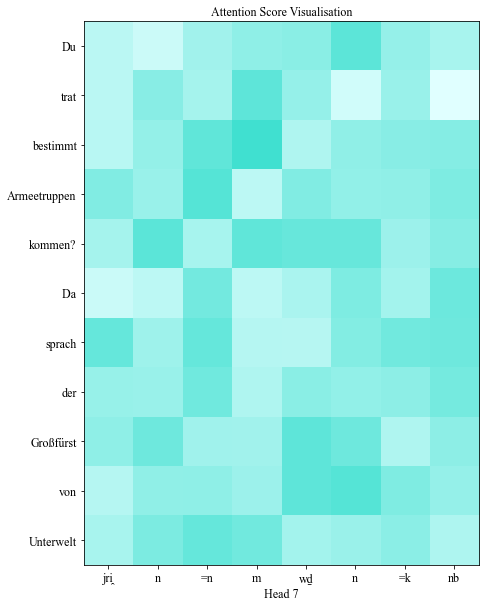 Attention Score Visualisation
Du
trat
bestimmt
Armeetruppen
kommen?
Da
sprach
der
Großfürst
von
Unterwelt
jri̯ n =n m wḏ n =k nb
Head 7